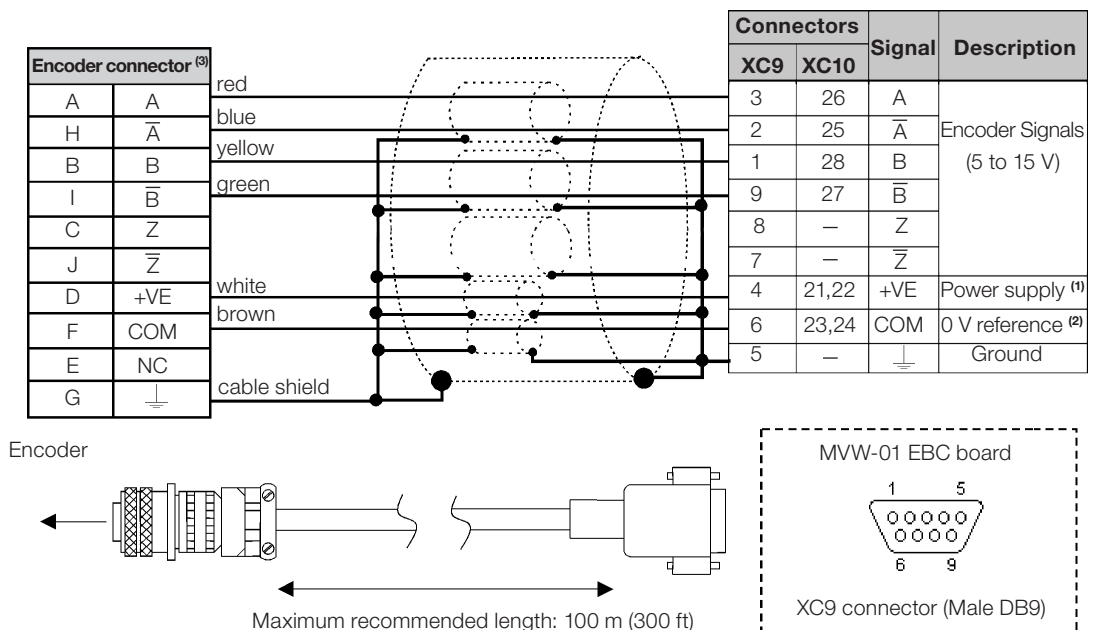 Connectors Signal Description
XC9 XC10
Encoder connector (3)
A A red 3 26 A Encoder Signals
(5 to 15 V)
H A̅ blue 2 25 A̅
B B yellow 1 28 B
I B̅ green 9 27 B̅
C Z 8 – Z
J Z̅ 7 – Z̅
D +VE white 4 21,22 +VE Power supply (1)
F COM brown 6 23,24 COM 0 V reference (2)
E NC 5 – ⏚ Ground
G ⏚ cable shield
Encoder
MVW-01 EBC board
1 5
6 9
XC9 connector (Male DB9)
Maximum recommended length: 100 m (300 ft)